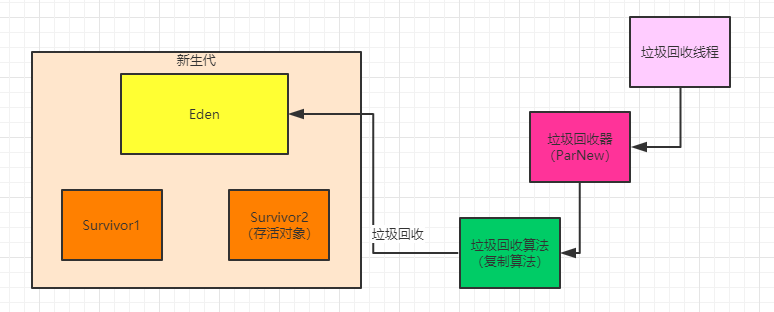 新生代
Eden
Survivor1
Survivor2
（存活对象）
垃圾回收
垃圾回收算法
（复制算法）
垃圾回收器
（ParNew）
垃圾回收线程